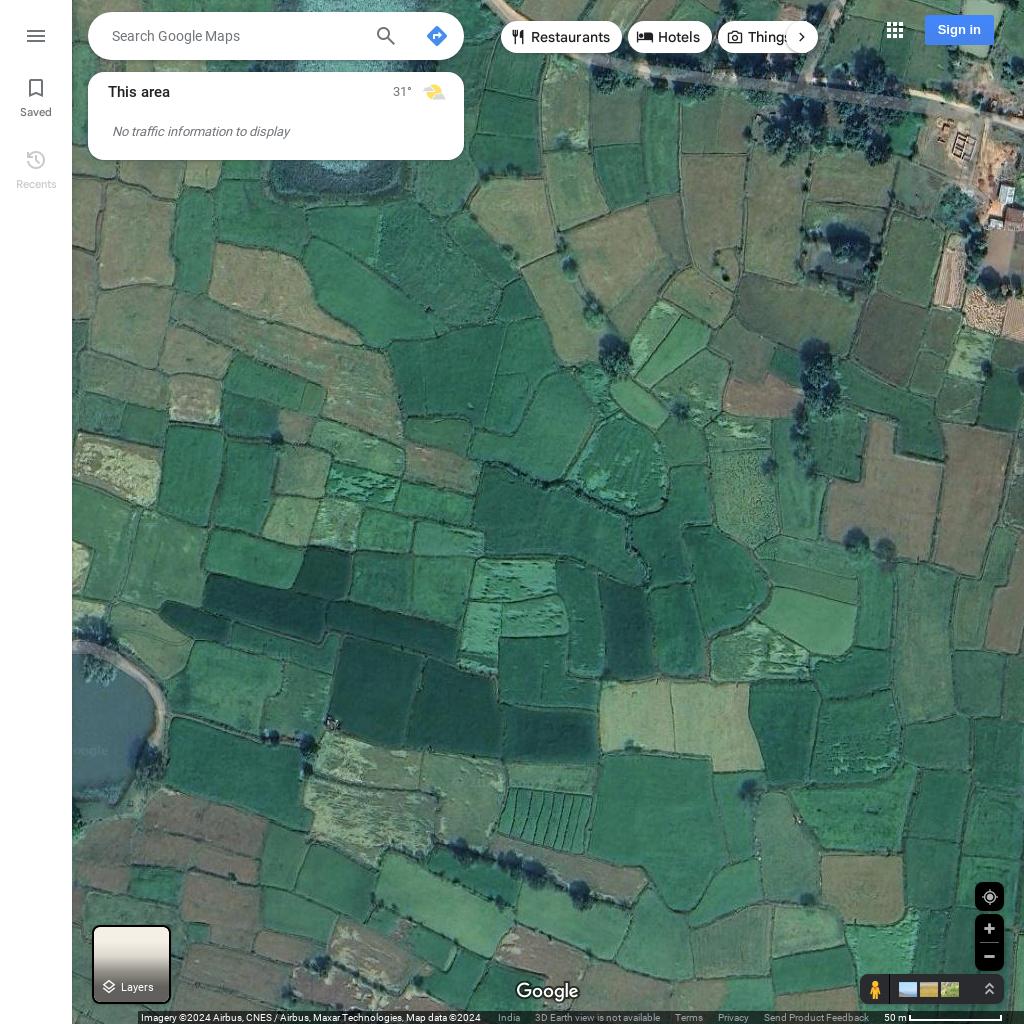 Search Google Maps
Restaurants
Hotels
Things
Sign in
This area
31°
No traffic information to display
Saved
Recents
Layers
Google
Imagery ©2024 Airbus, CNES / Airbus, Maxar Technologies, Map data ©2024 India 3D Earth view is not available Terms Privacy Send Product Feedback 50 m